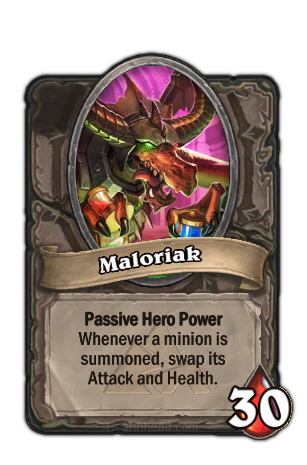 Maloriak
Passive Hero Power
Whenever a minion is
summoned, swap its
Attack and Health.
30